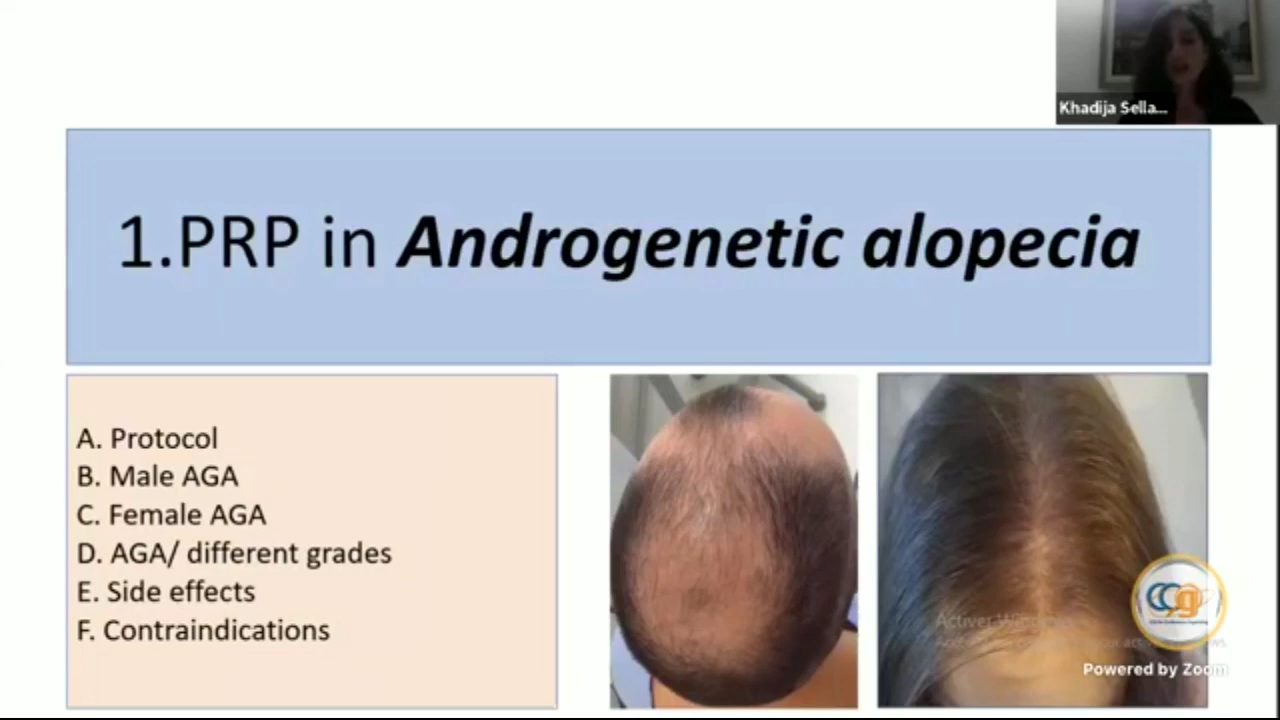 Khadija Sella...
1.PRP in Androgenetic alopecia
A. Protocol
B. Male AGA
C. Female AGA
D. AGA/ different grades
E. Side effects
F. Contraindications
Activer Windows
Powered by Zoom